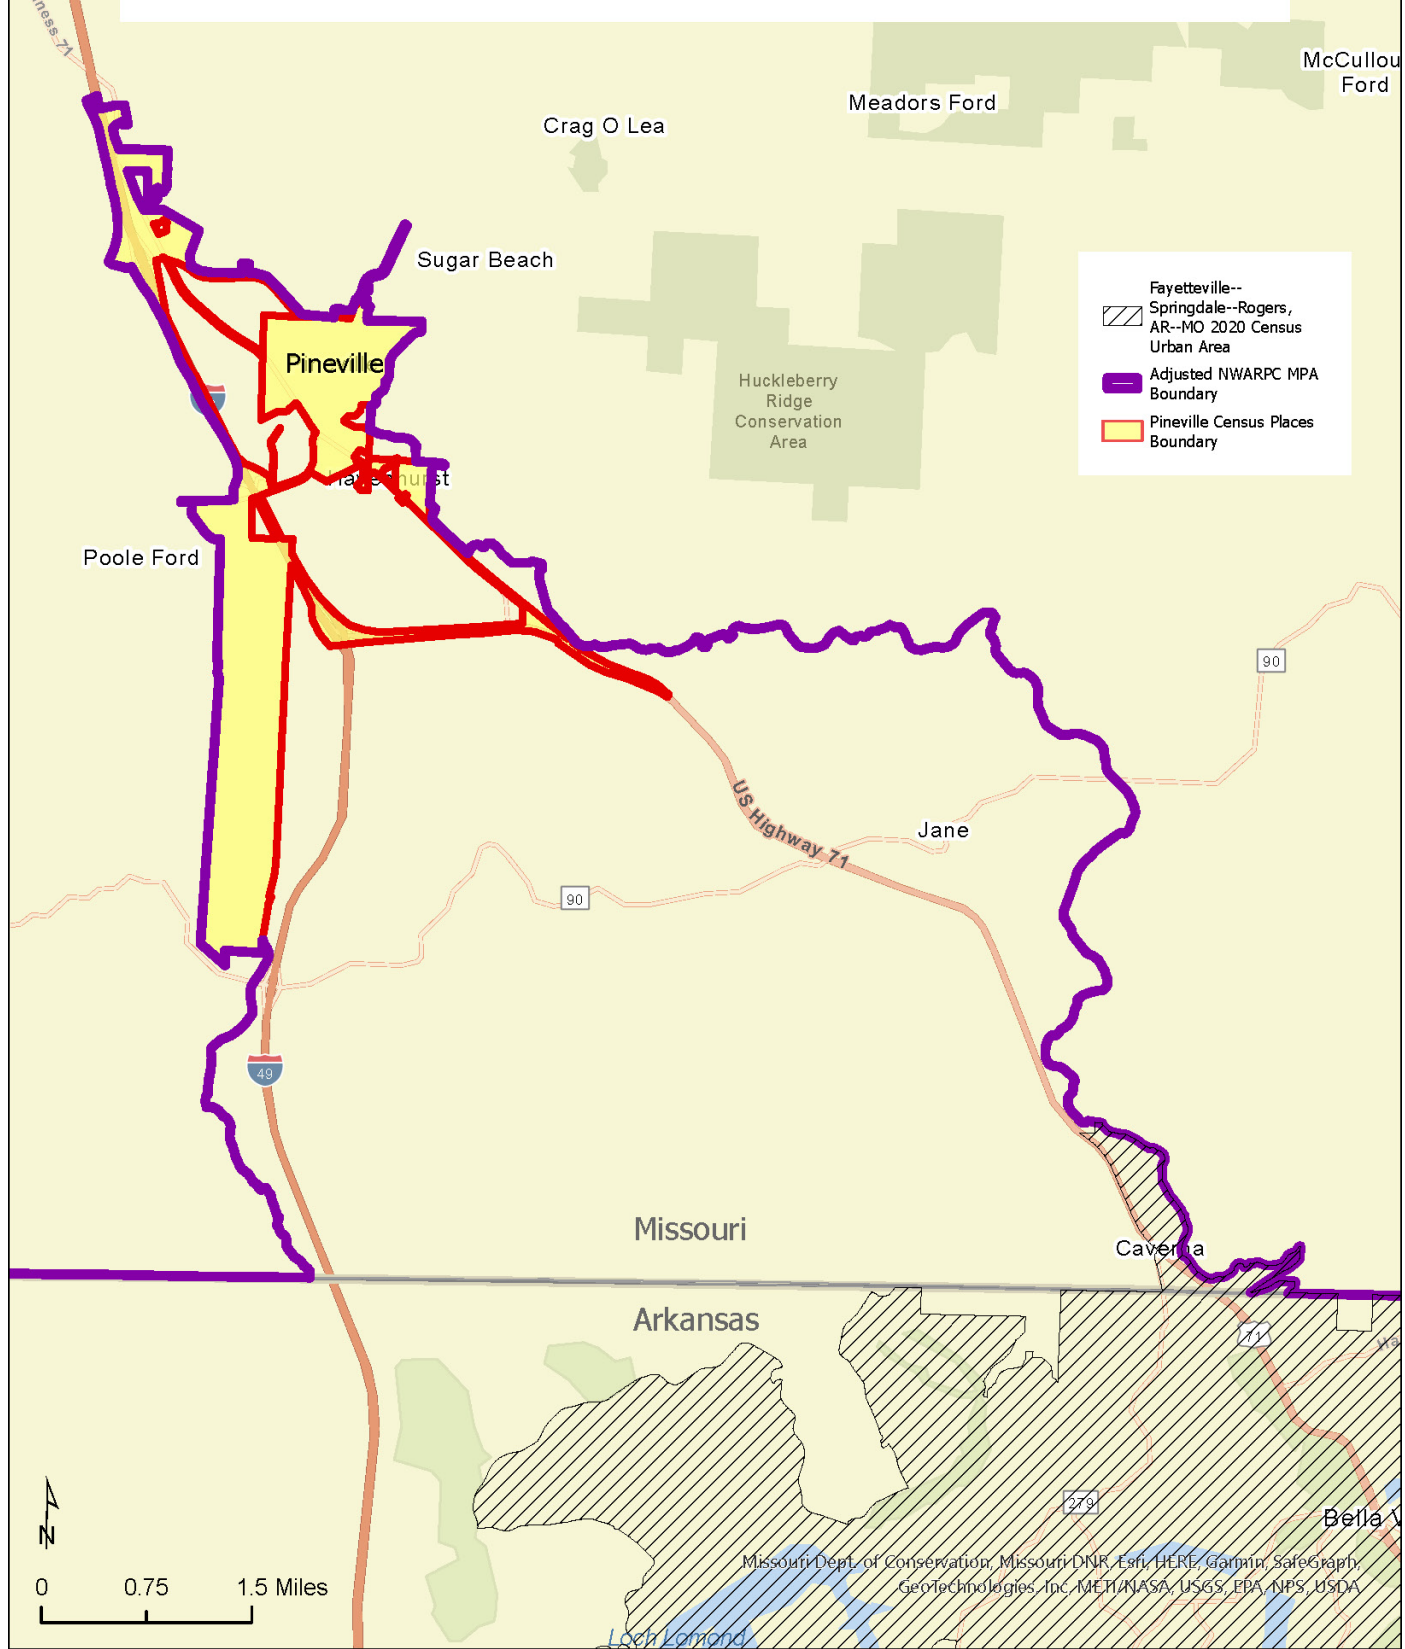 71
McCullou
Ford
Meadors Ford
Crag O Lea
Sugar Beach
Fayetteville--
Springdale--Rogers,
AR--MO 2020 Census
Urban Area
Adjusted NWARPC MPA
Boundary
Pineville Census Places
Boundary
Pineville
Huckleberry
Ridge
Conservation
Area
Poole Ford
90
US Highway 71
Jane
90
49
Missouri
Caverna
Arkansas
71
279
Bella V
N
Missouri Dept. of Conservation, Missouri DNR, Esri, HERE, Garmin, SafeGraph,
GeoTechnologies, Inc, METI/NASA, USGS, EPA, NPS, USDA
0 0.75 1.5 Miles
Loch Lomond